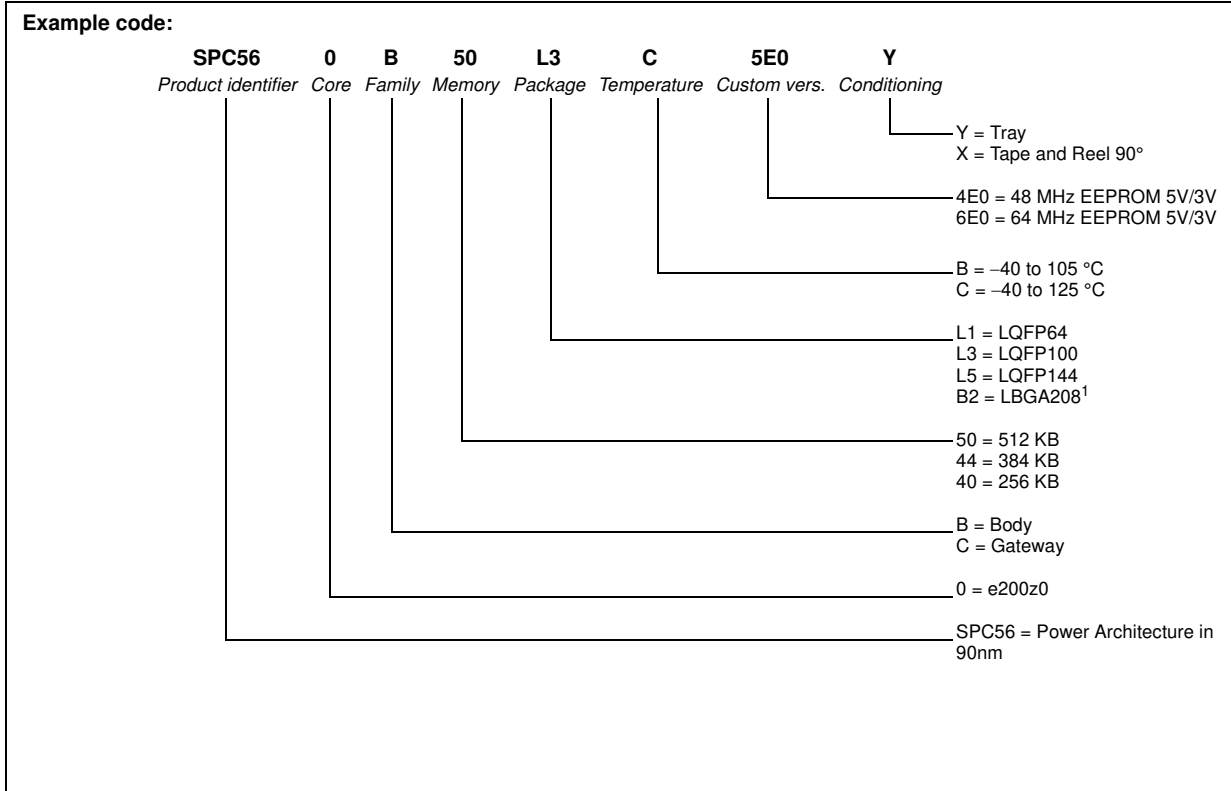 Example code:
SPC56 0 B 50 L3 C 5E0 Y
Product identifier Core Family Memory Package Temperature Custom vers. Conditioning
Y = Tray
X = Tape and Reel 90°
4E0 = 48 MHz EEPROM 5V/3V
6E0 = 64 MHz EEPROM 5V/3V
B = −40 to 105 °C
C = −40 to 125 °C
L1 = LQFP64
L3 = LQFP100
L5 = LQFP144
B2 = LBGA208¹
50 = 512 KB
44 = 384 KB
40 = 256 KB
B = Body
C = Gateway
0 = e200z0
SPC56 = Power Architecture in
90nm